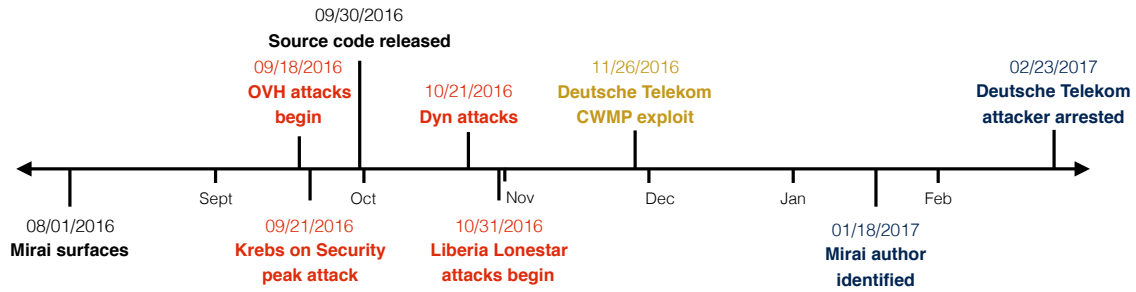 09/30/2016
Source code released
09/18/2016
OVH attacks
begin
10/21/2016
Dyn attacks
11/26/2016
Deutsche Telekom
CWMP exploit
02/23/2017
Deutsche Telekom
attacker arrested
Sept
Oct
Nov
Dec
Jan
Feb
08/01/2016
Mirai surfaces
09/21/2016
Krebs on Security
peak attack
10/31/2016
Liberia Lonestar
attacks begin
01/18/2017
Mirai author
identified